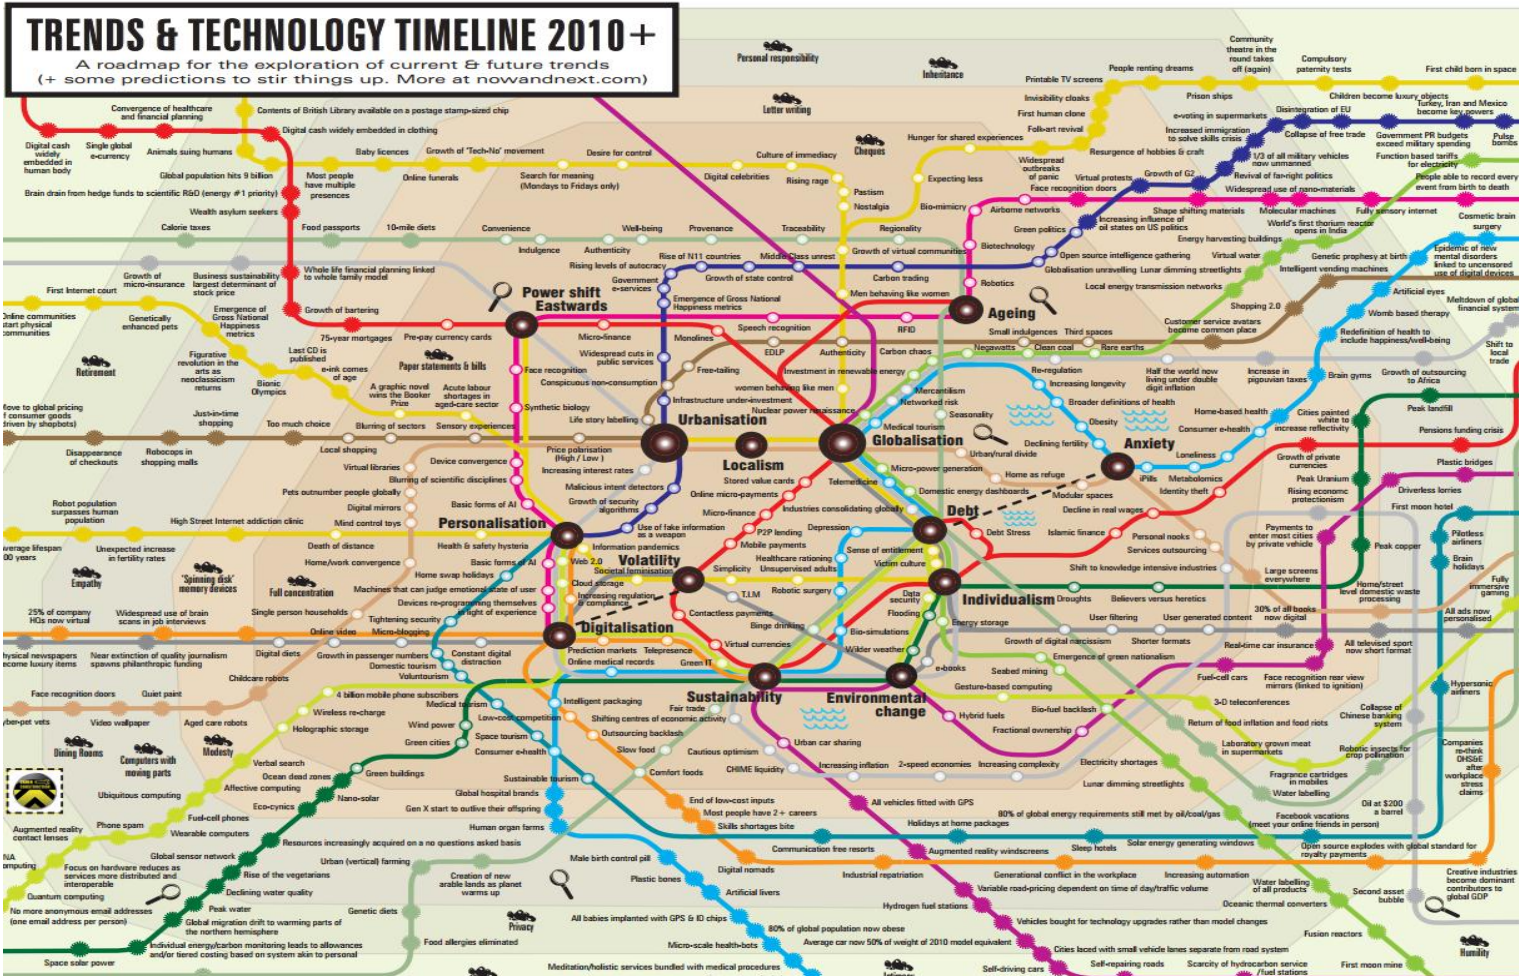 TRENDS & TECHNOLOGY TIMELINE 2010+
A roadmap for the exploration of current & future trends
(+ some predictions to stir things up. More at nowandnext.com)
Personal responsibility
Inheritance
Letter writing
Cheques
Community
theatre in the
round takes
off (again)
Compulsory
paternity tests
First child born in space
People renting dreams
Printable TV screens
Prison ships
Children become luxury objects
Invisibility cloaks
First human clone
Folk-art revival
Hunger for shared experiences
e-voting in supermarkets
Disintegration of EU
Turkey, Iran and Mexico
become key powers
Increased immigration
to solve skills crisis
Collapse of free trade
Government PR budgets
exceed military spending
Pulse
bombs
Convergence of healthcare
and financial planning
Contents of British Library available on a postage stamp-sized chip
Digital cash widely embedded in clothing
Digital cash
widely
embedded in
human body
Single global
e-currency
Animals suing humans
Baby licences
Growth of 'Tech-No' movement
Desire for control
Culture of immediacy
Global population hits 9 billion
Most people
have multiple
presences
Online funerals
Search for meaning
(Mondays to Fridays only)
Digital celebrities
Rising rage
Expecting less
Pastism
Nostalgia
Widespread
outbreaks
of panic
Resurgence of hobbies & craft
1/3 of all military vehicles
now unmanned
Function based tariffs
for electricity
Virtual protests
Growth of G2
Revival of far-right politics
People able to record every
event from birth to death
Face recognition doors
Widespread use of nano-materials
Brain drain from hedge funds to scientific R&D (energy #1 priority)
Wealth asylum seekers
Bio-mimicry
Airborne networks
Shape shifting materials
Molecular machines
Fully sensory internet
Increasing influence of
oil states on US politics
World's first thorium reactor
opens in India
Cosmetic brain
surgery
Calorie taxes
Food passports
10-mile diets
Convenience
Indulgence
Authenticity
Well-being
Provenance
Traceability
Regionality
Green politics
Biotechnology
Energy harvesting buildings
Epidemic of new
mental disorders
linked to uncensored
use of digital devices
Growth of virtual communities
Open source intelligence gathering
Virtual water
Genetic prophesy at birth
Rise of N11 countries
Middle Class unrest
Rising levels of autocracy
Growth of state control
Carbon trading
Globalisation unravelling
Lunar dimming streetlights
Intelligent vending machines
Growth of
micro-insurance
Business sustainability
largest determinant of
stock price
Whole life financial planning linked
to whole family model
Government
e-services
Robotics
Local energy transmission networks
Artificial eyes
First Internet court
Power shift
Eastwards
Emergence of Gross National
Happiness metrics
Men behaving like women
Ageing
Shopping 2.0
Womb based therapy
Meltdown of global
financial system
Online communities
start physical
communities
Genetically
enhanced pets
Emergence of
Gross National
Happiness
metrics
Growth of bartering
75-year mortgages
Pre-pay currency cards
Micro-finance
Monolines
Speech recognition
RFID
Small indulgences
Third spaces
Customer service avatars
become common place
Redefinition of health to
include happiness/well-being
Retirement
Figurative
revolution in the
arts as
neoclassicism
returns
Last CD is
published
Paper statements & bills
Widespread cuts in
public services
EDLP
Authenticity
Carbon chaos
Negawatts
Clean coal
Rare earths
Shift to
local
trade
Bionic
Olympics
e-ink comes
of age
Face recognition
Free-tailing
Investment in renewable energy
Re-regulation
Half the world now
living under double
digit inflation
Increase in
pigouvian taxes
Brain gyms
Growth of outsourcing
to Africa
A graphic novel
wins the Booker
Prize
Acute labour
shortages in
aged-care sector
Conspicuous non-consumption
women behaving like men
Mercantilism
Networked risk
Increasing longevity
Broader definitions of health
Move to global pricing
of consumer goods
(driven by shopbots)
Just-in-time
shopping
Too much choice
Blurring of sectors
Sensory experiences
Synthetic biology
Infrastructure under-investment
Life story labelling
Nuclear power renaissance
Seasonality
Medical tourism
Obesity
Home-based health
Cities painted
white to
increase reflectivity
Peak landfill
Urbanisation
Localism
Globalisation
Anxiety
Consumer e-health
Pensions funding crisis
Disappearance
of checkouts
Robocops in
shopping malls
Local shopping
Price polarisation
(High / Low )
Urban/rural divide
Declining fertility
Loneliness
Growth of private
currencies
Virtual libraries
Device convergence
Increasing interest rates
Stored value cards
Telemedicine
Micro-power generation
Home as refuge
iPills
Metabolomics
Peak Uranium
Plastic bridges
Blurring of scientific disciplines
Malicious intent detectors
Online micro-payments
Domestic energy dashboards
Modular spaces
Identity theft
Rising economic
protectionism
Driverless lorries
Pets outnumber people globally
Digital mirrors
Basic forms of AI
Growth of security
algorithms
Micro-finance
Industries consolidating globally
Debt
Decline in real wages
First moon hotel
Robot population
surpasses human
population
High Street Internet addiction clinic
Mind control toys
Personalisation
Use of fake information
as a weapon
P2P lending
Depression
Debt Stress
Islamic finance
Personal nooks
Payments to
enter most cities
by private vehicle
Pilotless
airliners
Average lifespan
100 years
Unexpected increase
in fertility rates
Death of distance
Health & safety hysteria
Information pandemics
Mobile payments
Sense of entitlement
Services outsourcing
Peak copper
Empathy
'Spinning disk'
memory devices
Full concentration
Home/work convergence
Basic forms of AI
Web 2.0
Volatility
Healthcare rationing
Victim culture
Shift to knowledge intensive industries
Brain
holidays
Home swap holidays
Societal feminisation
Simplicity
Unsupervised adults
Large screens
everywhere
Home/street
level domestic waste
processing
Fully
immersive
gaming
Machines that can judge emotional state of user
Cloud storage
T.I.M
Robotic surgery
Individualism
Droughts
Believers versus heretics
25% of company
HQs now virtual
Widespread use of brain
scans in job interviews
Single person households
Devices re-programming themselves
in light of experience
Increasing regulation
& compliance
Contactless payments
Data
security
Flooding
30% of all books
now digital
All ads now
personalised
Tightening security
Digitalisation
Binge drinking
Bio-simulations
Energy storage
User filtering
User generated content
Online video
Micro-blogging
Prediction markets
Telepresence
Virtual currencies
Wilder weather
Growth of digital narcissism
Shorter formats
Real-time car insurance
All televised sport
now short format
Physical newspapers
become luxury items
Near extinction of quality journalism
spawns philanthropic funding
Digital diets
Growth in passenger numbers
Constant digital
distraction
Online medical records
Green IT
e-books
Emergence of green nationalism
Domestic tourism
Voluntourism
Seabed mining
Fuel-cell cars
Face recognition rear view
mirrors (linked to ignition)
Childcare robots
Sustainability
Environmental
change
Gesture-based computing
Hypersonic
airliners
Face recognition doors
Quiet paint
4 billion mobile phone subscribers
Medical tourism
Intelligent packaging
Fair trade
Bio-fuel backlash
3-D teleconferences
Cyber-pet vets
Video wallpaper
Aged care robots
Wireless re-charge
Holographic storage
Wind power
Low-cost competition
Shifting centres of economic activity
Hybrid fuels
Fractional ownership
Return of food inflation and food riots
Collapse of
Chinese banking
system
Dining Rooms
Computers with
moving parts
Modesty
Green cities
Space tourism
Outsourcing backlash
Urban car sharing
Laboratory grown meat
in supermarkets
Robotic insects for
crop pollination
Companies
re-think
OHS&E
after
workplace
stress
claims
Verbal search
Consumer e-health
Slow food
Cautious optimism
Ocean dead zones
Green buildings
Sustainable tourism
Comfort foods
CHIME liquidity
Increasing inflation
2-speed economies
Increasing complexity
Electricity shortages
Fragrance cartridges
in mobiles
Affecting computing
Ubiquitous computing
Nano-solar
Global hospital brands
Lunar dimming streetlights
Water labelling
Eco-cynics
Gen X start to outlive their offspring
End of low-cost inputs
All vehicles fitted with GPS
Oil at $200
a barrel
Fuel-cell phones
Most people have 2+ careers
80% of global energy requirements still met by oil/coal/gas
Facebook vacations
(meet your online friends in person)
Augmented reality
contact lenses
Phone spam
Wearable computers
Human organ farms
Skills shortages bite
Holidays at home packages
Resources increasingly acquired on a no questions asked basis
Communication free resorts
Augmented reality windscreens
Sleep hotels
Solar energy generating windows
Open source explodes with global standard for
royalty payments
Global sensor network
Urban (vertical) farming
Male birth control pill
Digital nomads
Industrial repatriation
Generational conflict in the workplace
Increasing automation
Creative industries
become dominant
contributors to
global GDP
Focus on hardware reduces as
services more distributed and
interoperable
Rise of the vegetarians
Creation of new
arable lands as planet
warms up
Plastic bones
Artificial livers
Variable road-pricing dependent on time of day/traffic volume
Water labelling
of all products
Second asset
bubble
Quantum computing
Declining water quality
Hydrogen fuel stations
Oceanic thermal converters
No more anonymous email addresses
(one email address per person)
Peak water
Genetic diets
Privacy
All babies implanted with GPS & ID chips
Vehicles bought for technology upgrades rather than model changes
Global migration drift to warming parts of
the northern hemisphere
80% of global population now obese
Fusion reactors
Individual energy/carbon monitoring leads to allowances
and/or tiered costing based on system akin to personal
Food allergies eliminated
Micro-scale health-bots
Average car now 50% weight of 2010 model equivalent
Cities laced with small vehicle lanes separate from road system
Humility
Space solar power
Meditation/holistic services bundled with medical procedures
Self-driving cars
Self-repairing roads
Scarcity of hydrocarbon service
/fuel stations
First moon mine